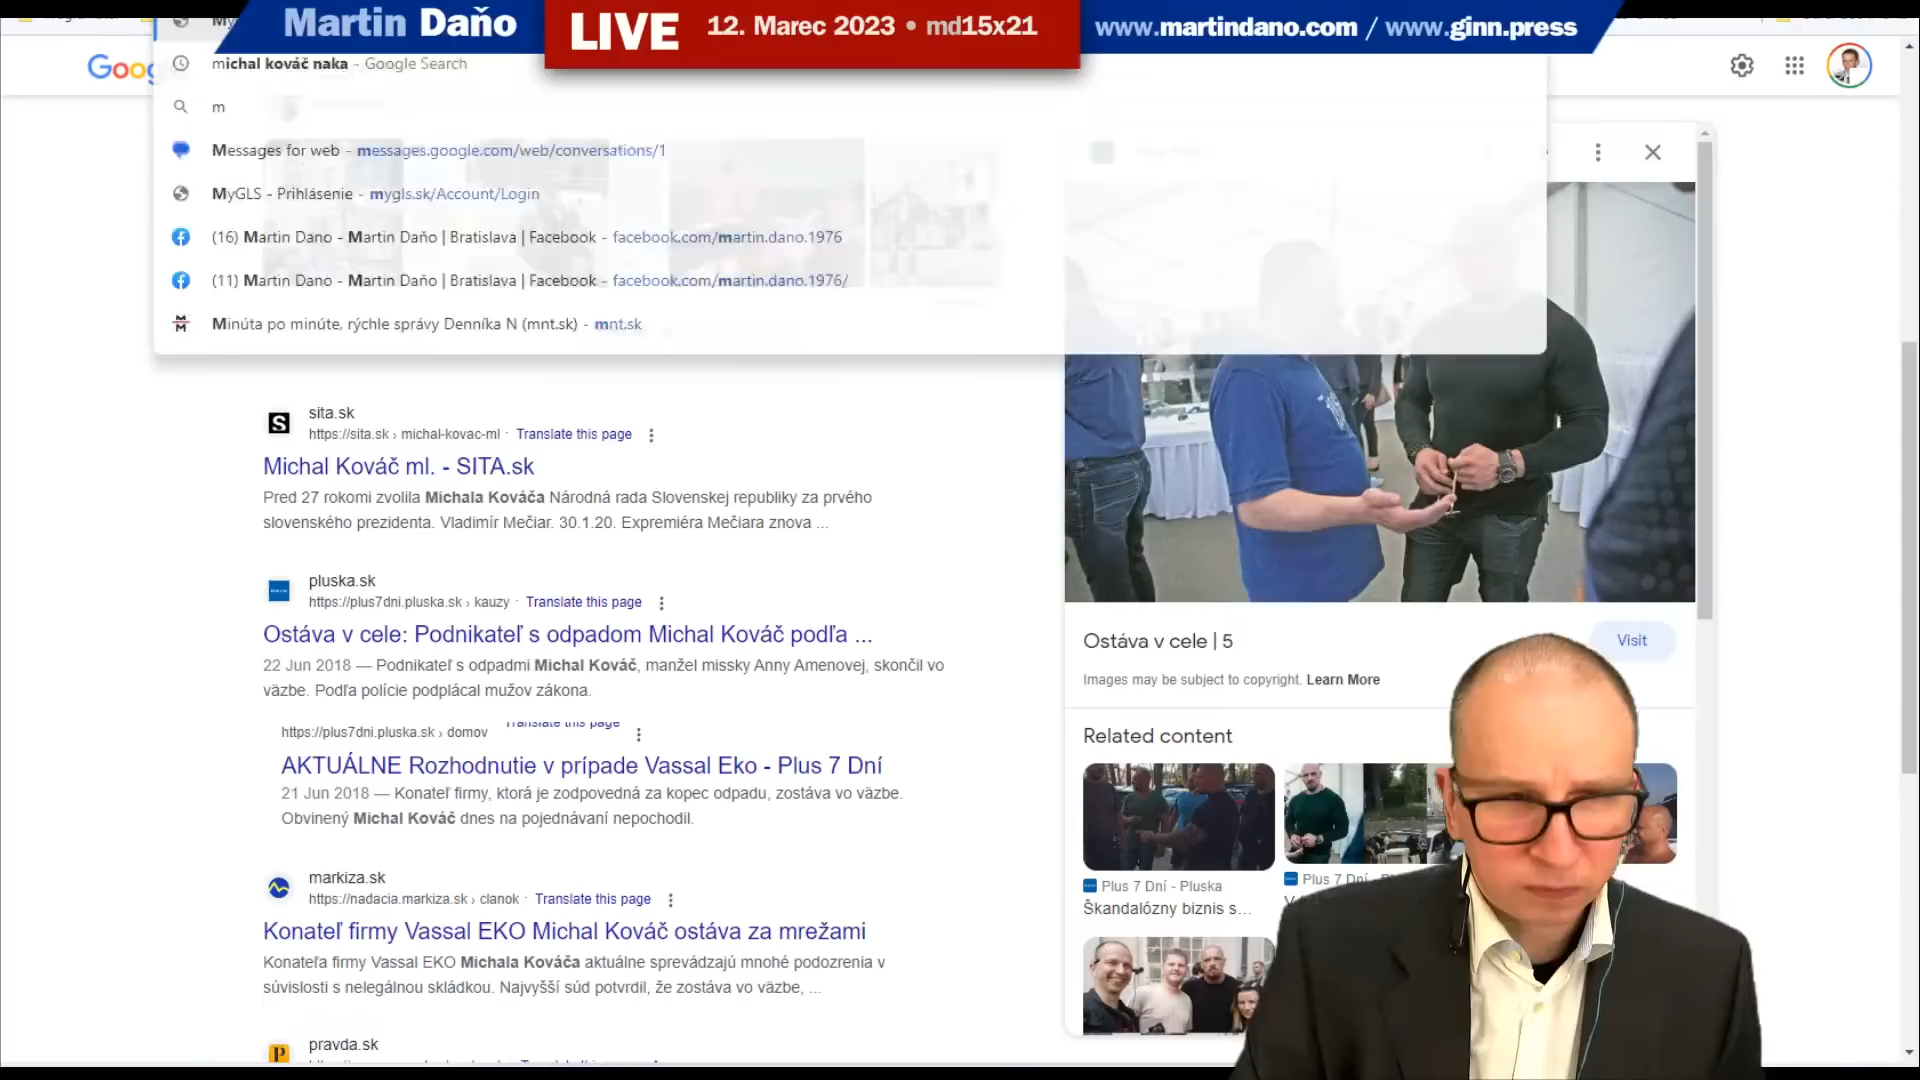 Martin Daňo
LIVE
12. Marec 2023 • md15x21
www.martindano.com / www.ginn.press
michal kováč naka - Google Search
m
Messages for web - messages.google.com/web/conversations/1
MyGLS - Prihlásenie - mygls.sk/Account/Login
(16) Martin Dano - Martin Daňo | Bratislava | Facebook - facebook.com/martin.dano.1976
(11) Martin Dano - Martin Daňo | Bratislava | Facebook - facebook.com/martin.dano.1976/
Minúta po minúte, rýchle správy Denníka N (mnt.sk) - mnt.sk
sita.sk
https://sita.sk › michal-kovac-ml · Translate this page
Michal Kováč ml. - SITA.sk
Pred 27 rokomi zvolila Michala Kováča Národná rada Slovenskej republiky za prvého
slovenského prezidenta. Vladimír Mečiar. 30.1.20. Expremiéra Mečiara znova ...
pluska.sk
https://plus7dni.pluska.sk › kauzy · Translate this page
Ostáva v cele: Podnikateľ s odpadom Michal Kováč podľa ...
22 Jun 2018 — Podnikateľ s odpadmi Michal Kováč, manžel missky Anny Amenovej, skončil vo
väzbe. Podľa polície podplácal mužov zákona.
https://plus7dni.pluska.sk › domov Translate this page
AKTUÁLNE Rozhodnutie v prípade Vassal Eko - Plus 7 Dní
21 Jun 2018 — Konateľ firmy, ktorá je zodpovedná za kopec odpadu, zostáva vo väzbe.
Obvinený Michal Kováč dnes na pojednávaní nepochodil.
markiza.sk
https://nadacia.markiza.sk › clanok · Translate this page
Konateľ firmy Vassal EKO Michal Kováč ostáva za mrežami
Konateľa firmy Vassal EKO Michala Kováča aktuálne sprevádzajú mnohé podozrenia v
súvislosti s nelegálnou skládkou. Najvyšší súd potvrdil, že zostáva vo väzbe, ...
pravda.sk
Ostáva v cele | 5
Visit
Images may be subject to copyright. Learn More
Related content
Plus 7 Dní - Pluska
Škandalózny biznis s...
Plus 7 Dní